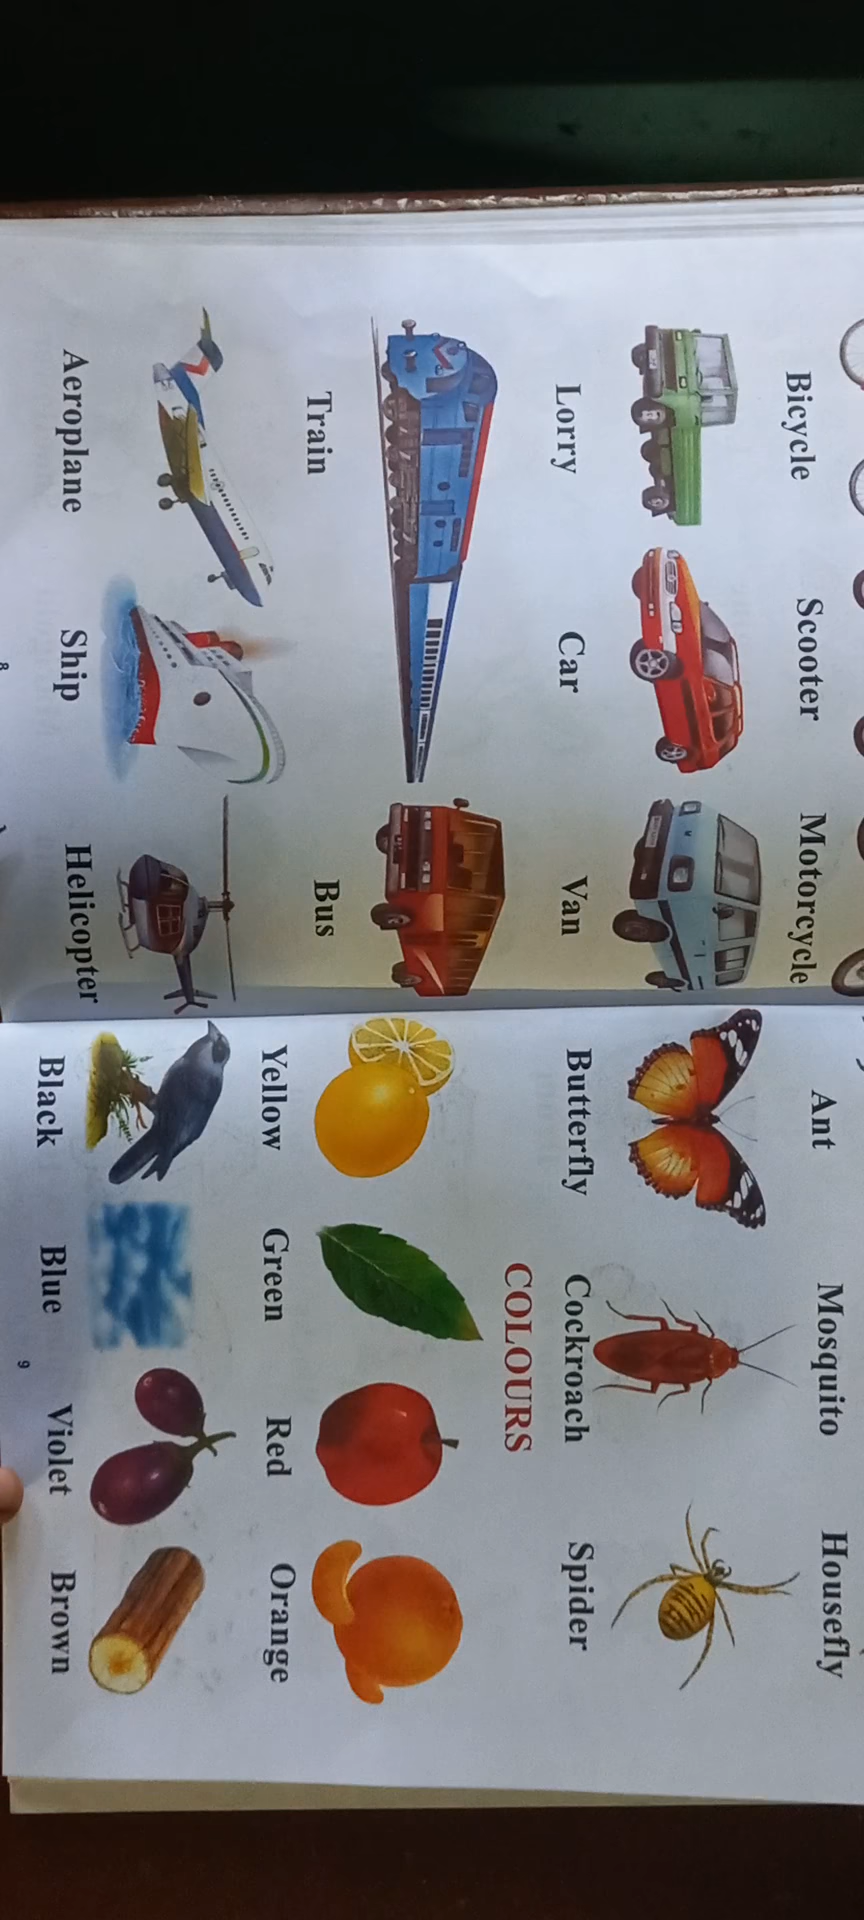 Bicycle Scooter Motorcycle
Lorry Car Van
Train Bus
Aeroplane Ship Helicopter
8
Ant Mosquito Housefly
Butterfly Cockroach Spider
COLOURS
Yellow Green Red Orange
Black Blue Violet Brown
9